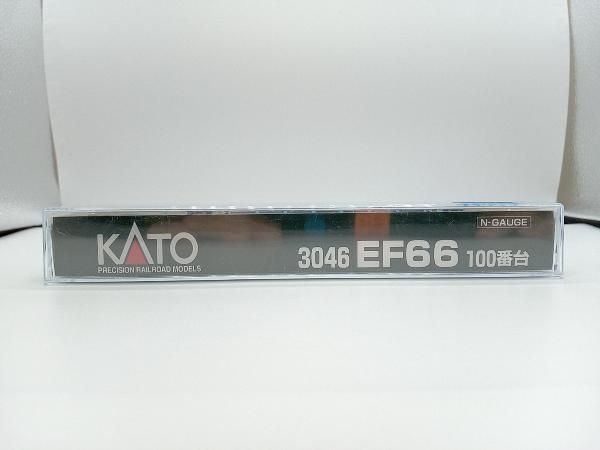 KATO
PRECISION RAILROAD MODELS
3046 EF66 100番台
N-GAUGE